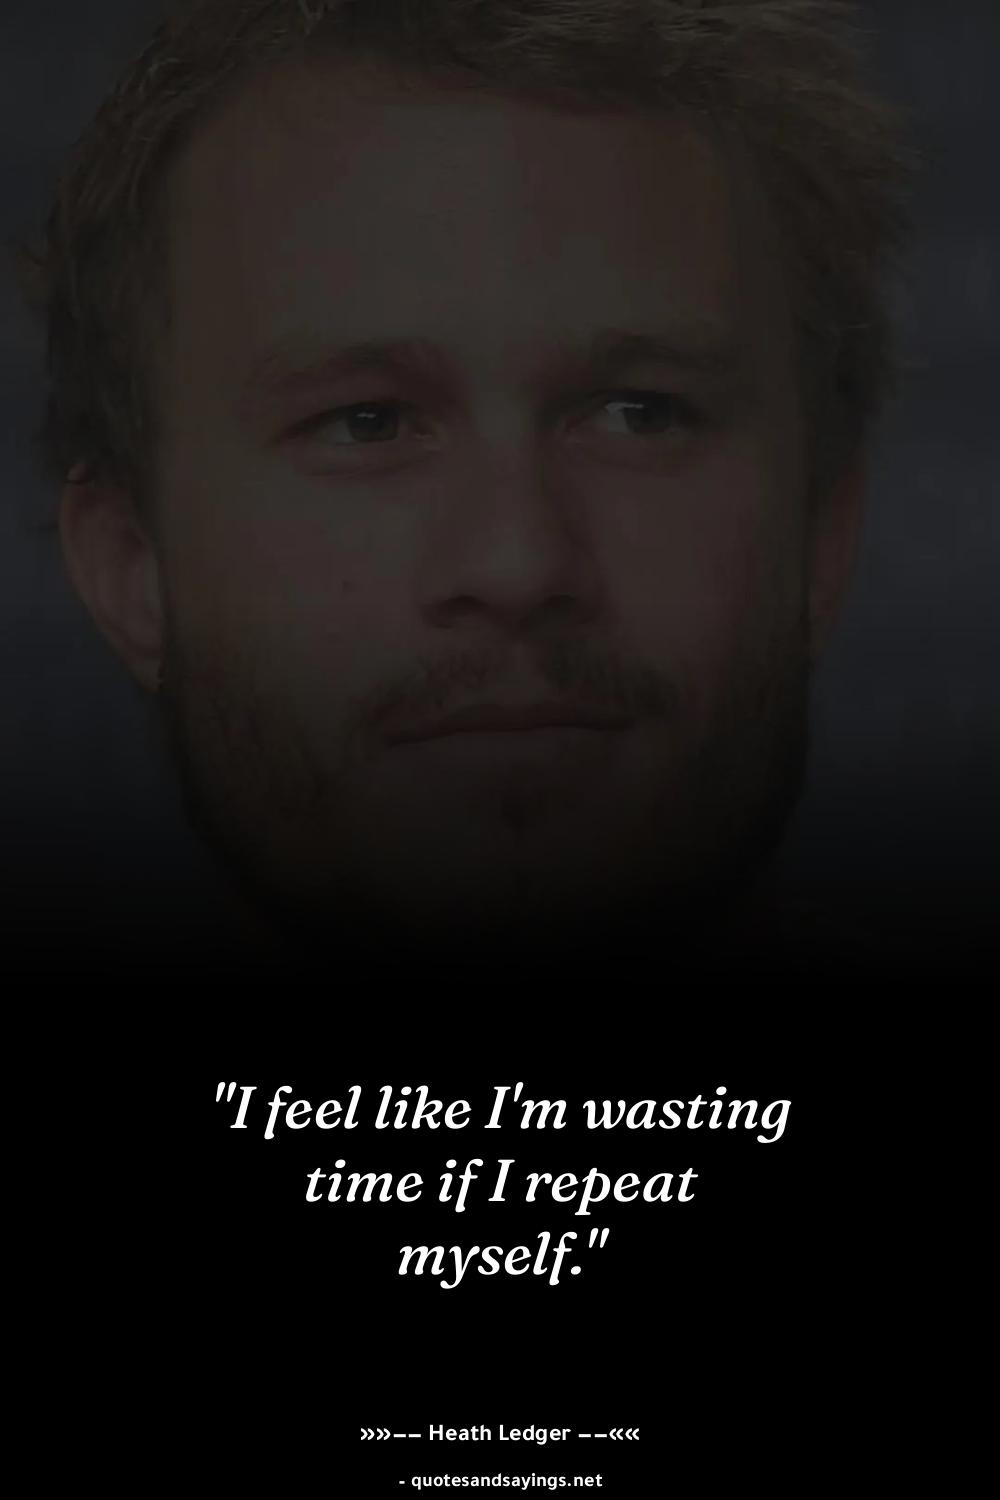 "I feel like I'm wasting
time if I repeat
myself."
»»–– Heath Ledger ––««
- quotesandsayings.net